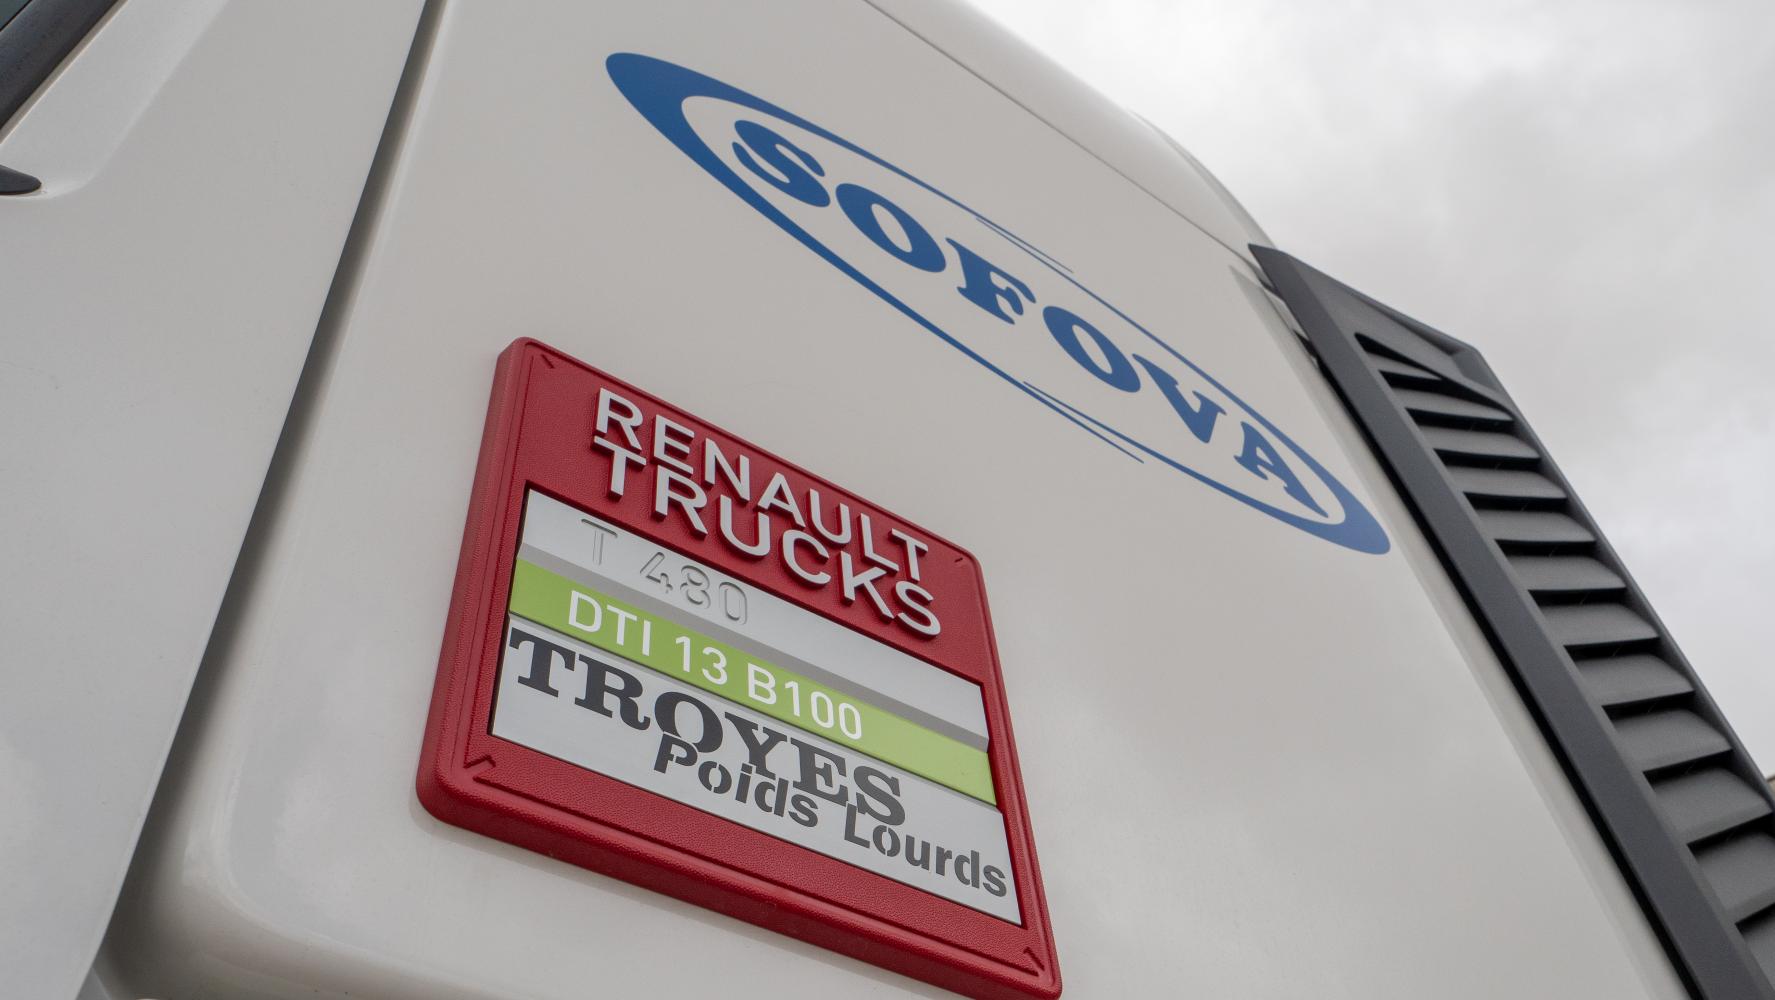 SOFOVA
RENAULT
TRUCKS
T 480
DTI 13 B100
TROYES
Poids Lourds